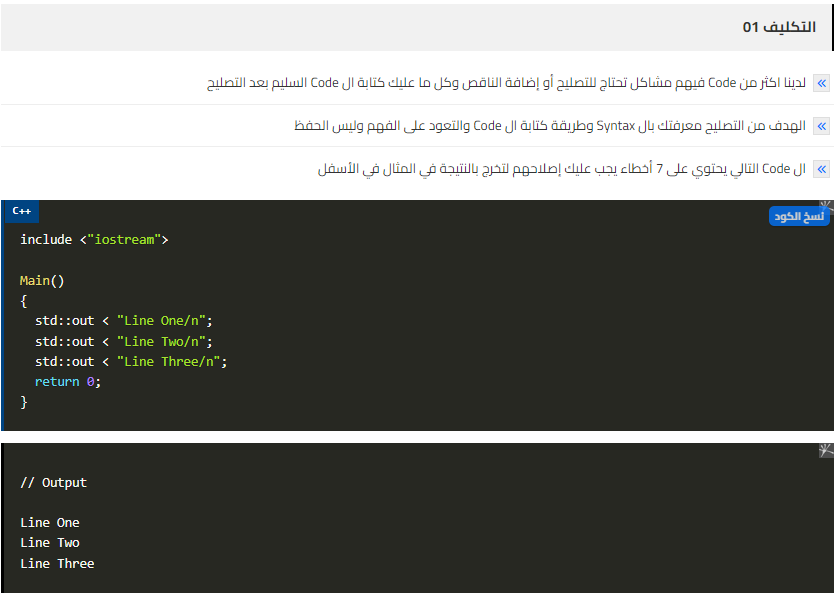 التكليف 01
لدينا اكثر من Code فيهم مشاكل تحتاج للتصليح أو إضافة الناقص وكل ما عليك كتابة ال Code السليم بعد التصليح
الهدف من التصليح معرفتك بال Syntax وطريقة كتابة ال Code والتعود على الفهم وليس الحفظ
ال Code التالي يحتوي على 7 أخطاء يجب عليك إصلاحهم لتخرج بالنتيجة في المثال في الأسفل
C++
نسخ الكود
include <"iostream">
Main()
{
  std::out < "Line One/n";
  std::out < "Line Two/n";
  std::out < "Line Three/n";
  return 0;
}
// Output
Line One
Line Two
Line Three